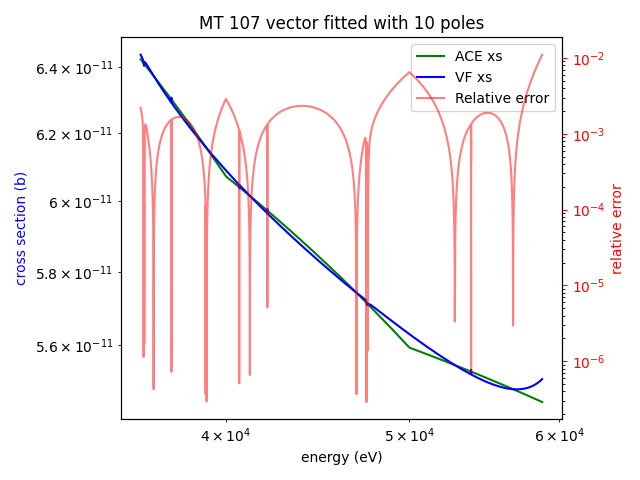 MT 107 vector fitted with 10 poles
ACE xs
VF xs
Relative error
6.4 × 10⁻¹¹
6.2 × 10⁻¹¹
6 × 10⁻¹¹
5.8 × 10⁻¹¹
5.6 × 10⁻¹¹
cross section (b)
10⁻²
10⁻³
10⁻⁴
10⁻⁵
10⁻⁶
relative error
4 × 10⁴
5 × 10⁴
6 × 10⁴
energy (eV)